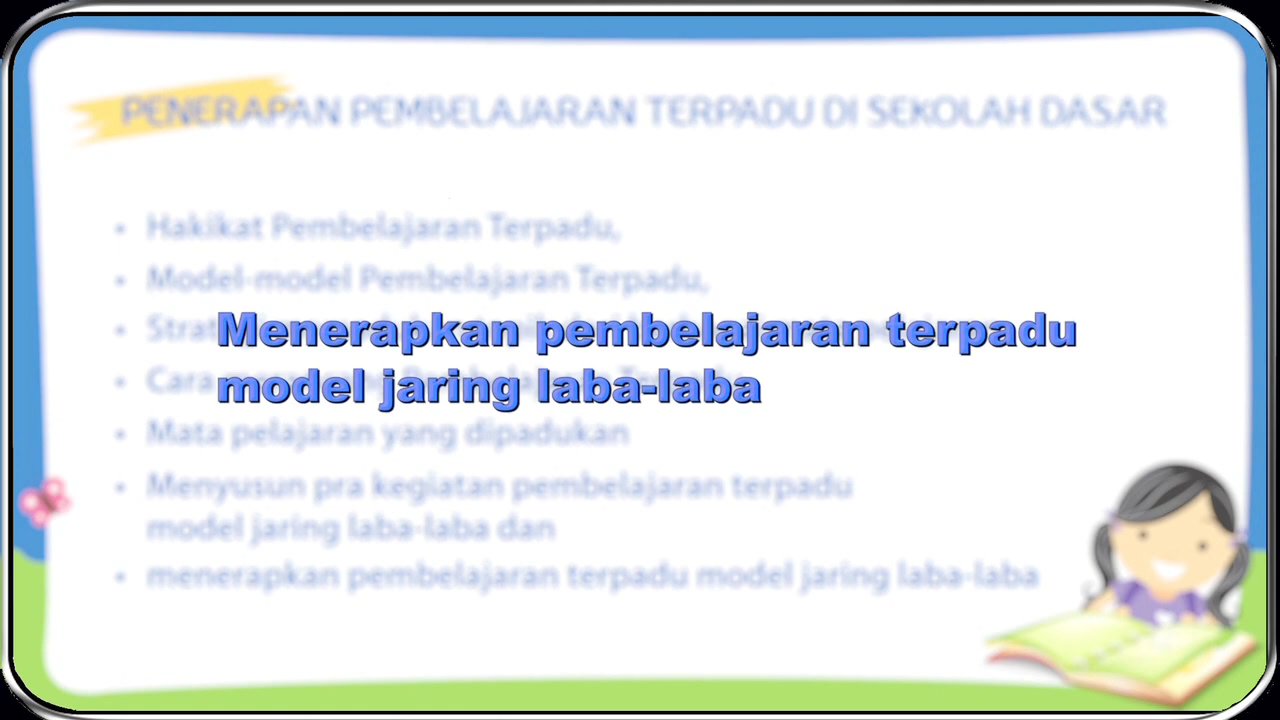 PENERAPAN PEMBELAJARAN TERPADU DI SEKOLAH DASAR
• Hakikat Pembelajaran Terpadu,
• Model-model Pembelajaran Terpadu,
Menerapkan pembelajaran terpadu
model jaring laba-laba
• Mata pelajaran yang dipadukan
• Menyusun pra kegiatan pembelajaran terpadu
model jaring laba-laba dan
• menerapkan pembelajaran terpadu model jaring laba-laba